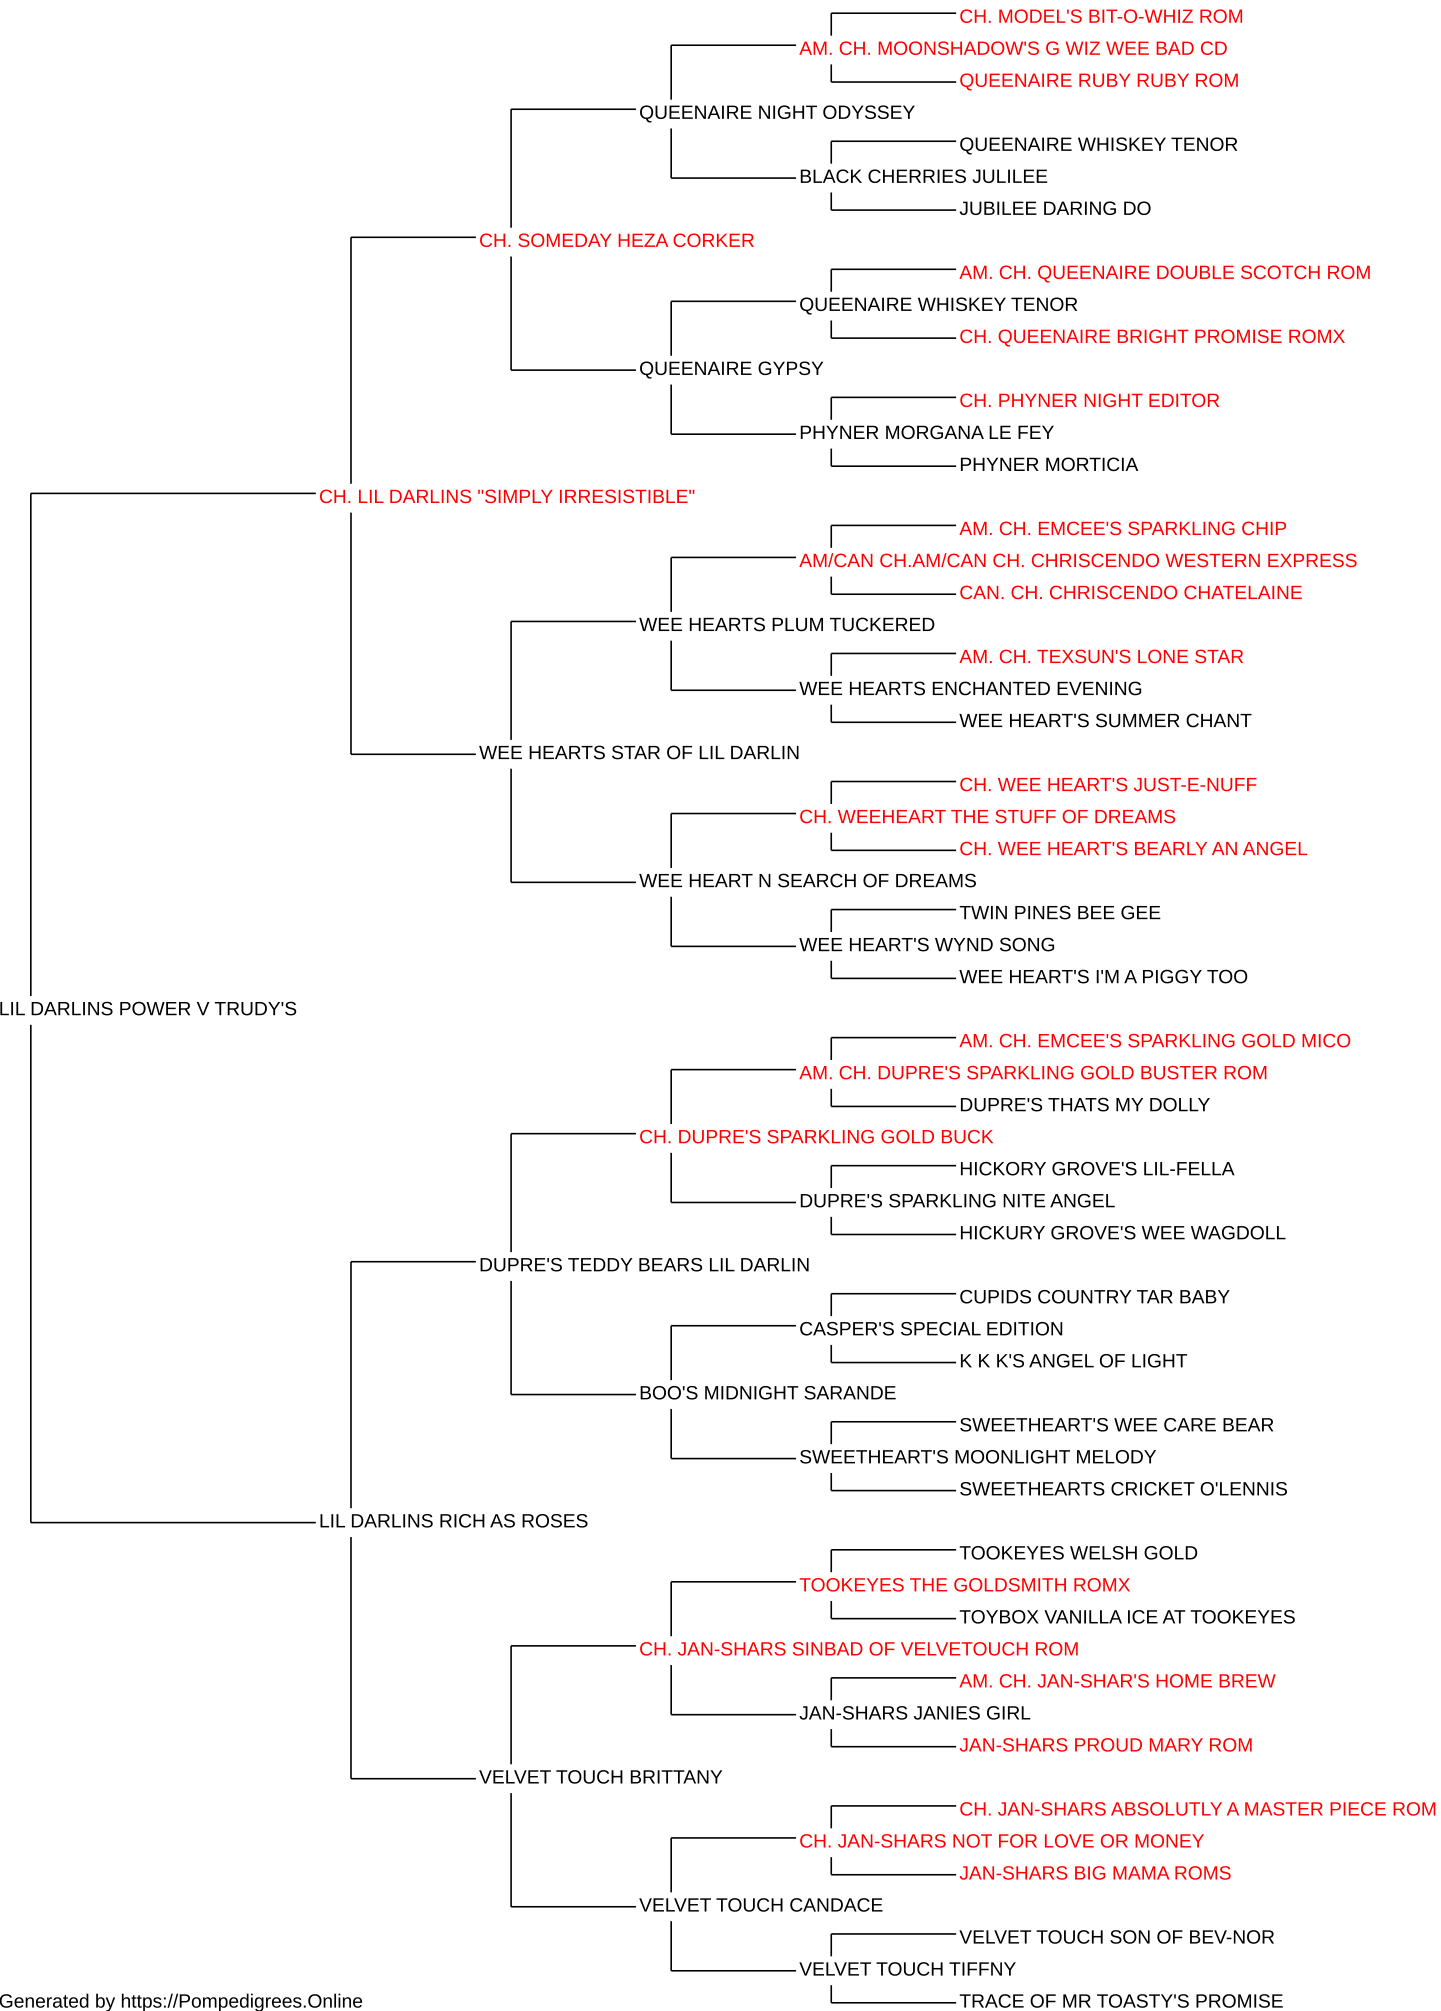 CH. MODEL'S BIT-O-WHIZ ROM
AM. CH. MOONSHADOW'S G WIZ WEE BAD CD
QUEENAIRE RUBY RUBY ROM
QUEENAIRE NIGHT ODYSSEY
QUEENAIRE WHISKEY TENOR
BLACK CHERRIES JULILEE
JUBILEE DARING DO
CH. SOMEDAY HEZA CORKER
AM. CH. QUEENAIRE DOUBLE SCOTCH ROM
QUEENAIRE WHISKEY TENOR
CH. QUEENAIRE BRIGHT PROMISE ROMX
QUEENAIRE GYPSY
CH. PHYNER NIGHT EDITOR
PHYNER MORGANA LE FEY
PHYNER MORTICIA
CH. LIL DARLINS "SIMPLY IRRESISTIBLE"
AM. CH. EMCEE'S SPARKLING CHIP
AM/CAN CH.AM/CAN CH. CHRISCENDO WESTERN EXPRESS
CAN. CH. CHRISCENDO CHATELAINE
WEE HEARTS PLUM TUCKERED
AM. CH. TEXSUN'S LONE STAR
WEE HEARTS ENCHANTED EVENING
WEE HEART'S SUMMER CHANT
WEE HEARTS STAR OF LIL DARLIN
CH. WEE HEART'S JUST-E-NUFF
CH. WEEHEART THE STUFF OF DREAMS
CH. WEE HEART'S BEARLY AN ANGEL
WEE HEART N SEARCH OF DREAMS
TWIN PINES BEE GEE
WEE HEART'S WYND SONG
WEE HEART'S I'M A PIGGY TOO
LIL DARLINS POWER V TRUDY'S
AM. CH. EMCEE'S SPARKLING GOLD MICO
AM. CH. DUPRE'S SPARKLING GOLD BUSTER ROM
DUPRE'S THATS MY DOLLY
CH. DUPRE'S SPARKLING GOLD BUCK
HICKORY GROVE'S LIL-FELLA
DUPRE'S SPARKLING NITE ANGEL
HICKURY GROVE'S WEE WAGDOLL
DUPRE'S TEDDY BEARS LIL DARLIN
CUPIDS COUNTRY TAR BABY
CASPER'S SPECIAL EDITION
K K K'S ANGEL OF LIGHT
BOO'S MIDNIGHT SARANDE
SWEETHEART'S WEE CARE BEAR
SWEETHEART'S MOONLIGHT MELODY
SWEETHEARTS CRICKET O'LENNIS
LIL DARLINS RICH AS ROSES
TOOKEYES WELSH GOLD
TOOKEYES THE GOLDSMITH ROMX
TOYBOX VANILLA ICE AT TOOKEYES
CH. JAN-SHARS SINBAD OF VELVETOUCH ROM
AM. CH. JAN-SHAR'S HOME BREW
JAN-SHARS JANIES GIRL
JAN-SHARS PROUD MARY ROM
VELVET TOUCH BRITTANY
CH. JAN-SHARS ABSOLUTLY A MASTER PIECE ROM
CH. JAN-SHARS NOT FOR LOVE OR MONEY
JAN-SHARS BIG MAMA ROMS
VELVET TOUCH CANDACE
VELVET TOUCH SON OF BEV-NOR
VELVET TOUCH TIFFNY
TRACE OF MR TOASTY'S PROMISE
Generated by https://Pompedigrees.Online